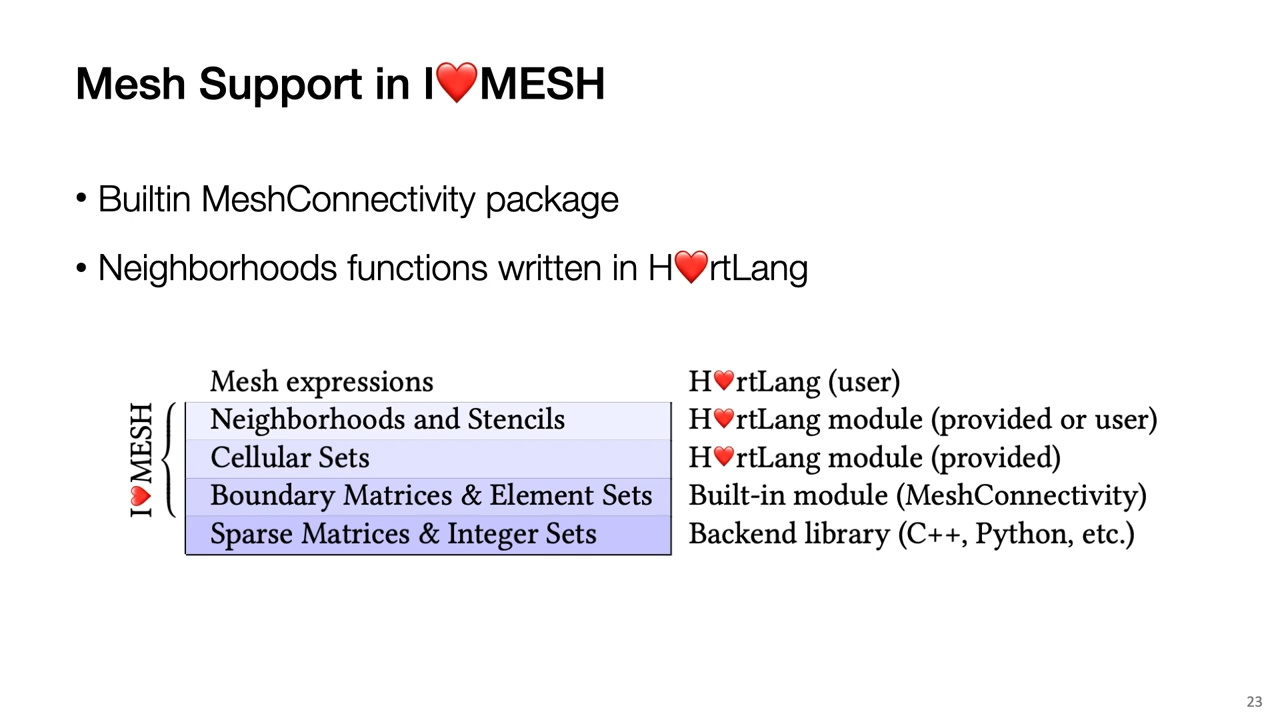 Mesh Support in I❤️MESH
• Builtin MeshConnectivity package
• Neighborhoods functions written in H❤️rtLang
Mesh expressions H❤️rtLang (user)
I❤️MESH
Neighborhoods and Stencils H❤️rtLang module (provided or user)
Cellular Sets H❤️rtLang module (provided)
Boundary Matrices & Element Sets Built-in module (MeshConnectivity)
Sparse Matrices & Integer Sets Backend library (C++, Python, etc.)
23